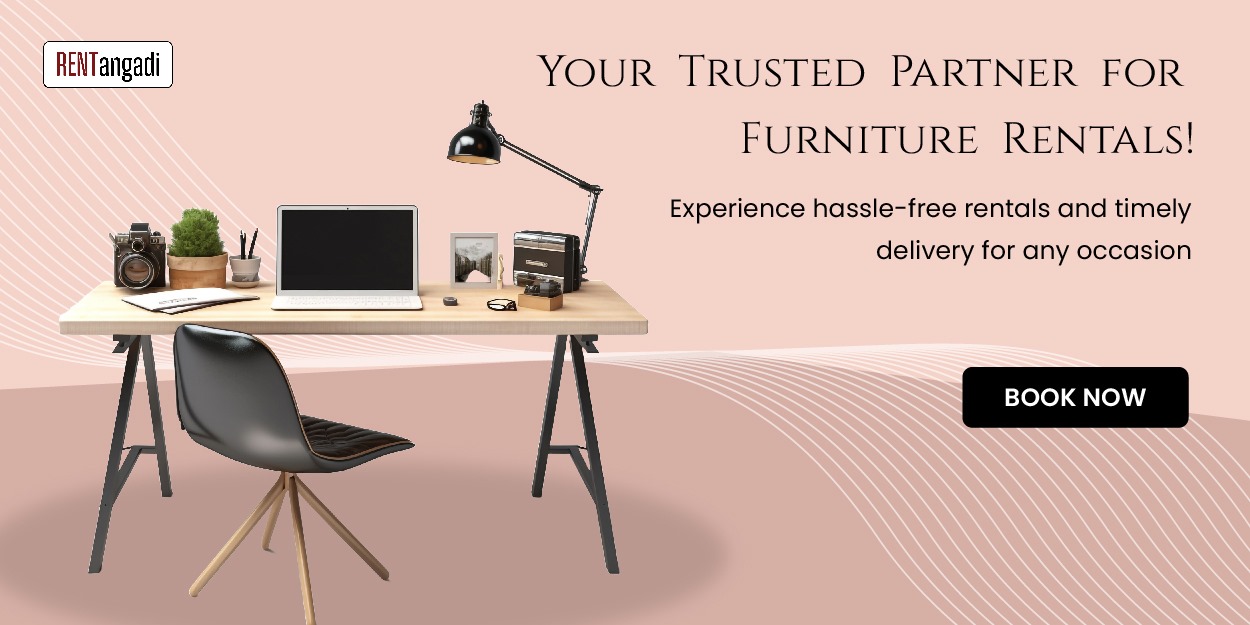 RENTangadi
Your Trusted Partner for
Furniture Rentals!
Experience hassle-free rentals and timely
delivery for any occasion
BOOK NOW